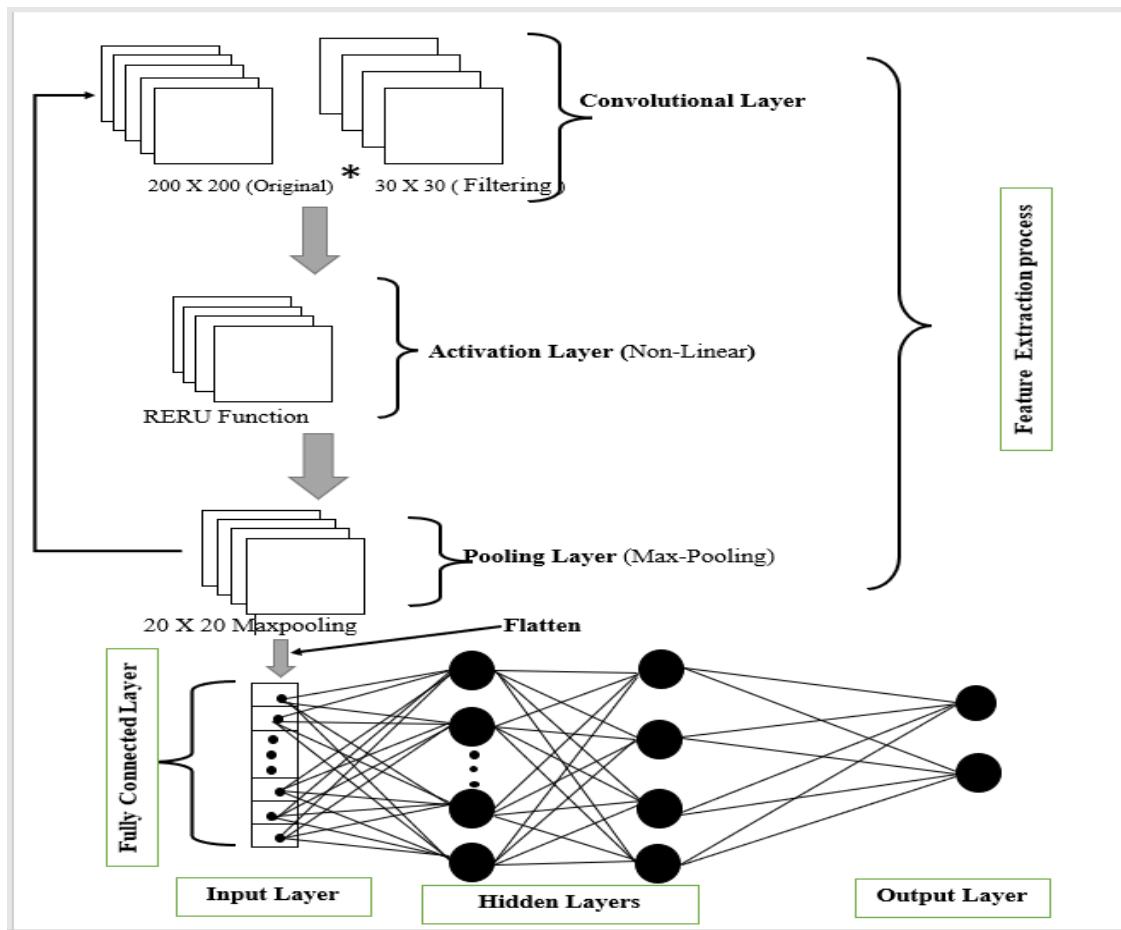 Convolutional Layer
200 X 200 (Original) * 30 X 30 ( Filtering )
Feature Extraction process
Activation Layer (Non-Linear)
RERU Function
Pooling Layer (Max-Pooling)
20 X 20 Maxpooling
Flatten
Fully Connected Layer
Input Layer
Hidden Layers
Output Layer